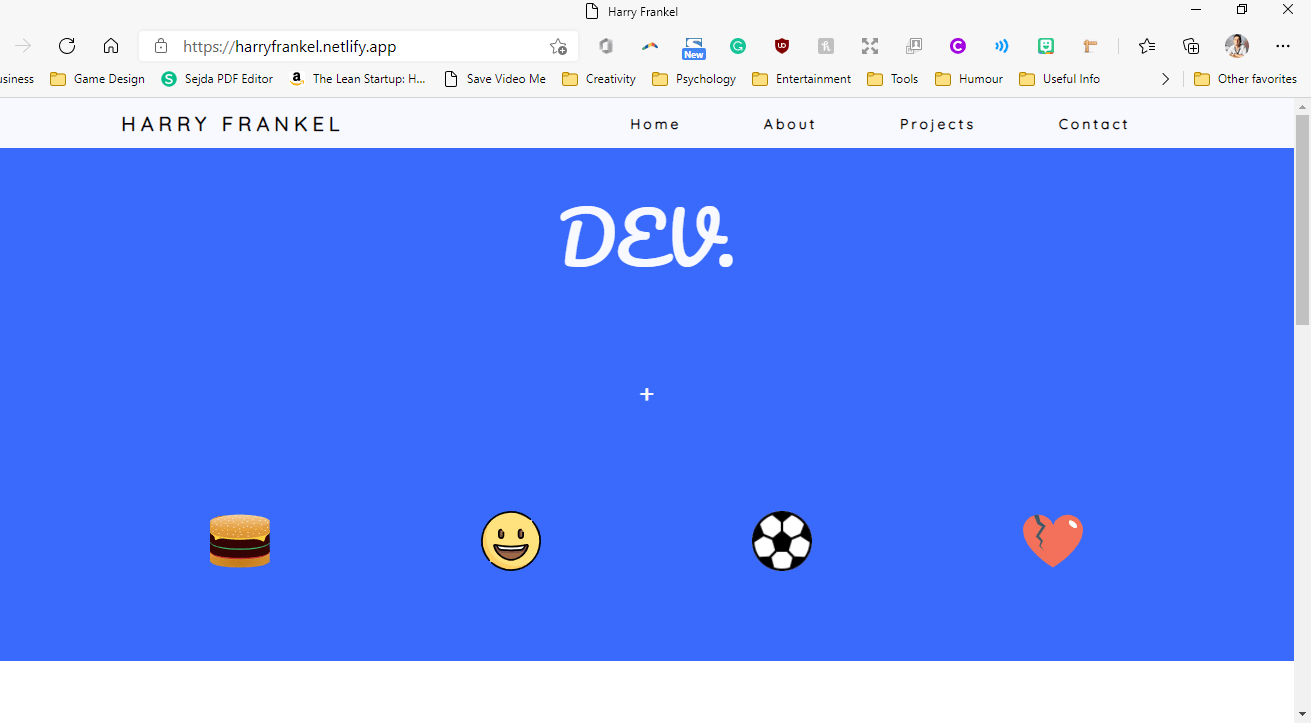 Harry Frankel
https://harryfrankel.netlify.app
New
usiness Game Design Sejda PDF Editor The Lean Startup: H... Save Video Me Creativity Psychology Entertainment Tools Humour Useful Info Other favorites
HARRY FRANKEL Home About Projects Contact
DEV.
+